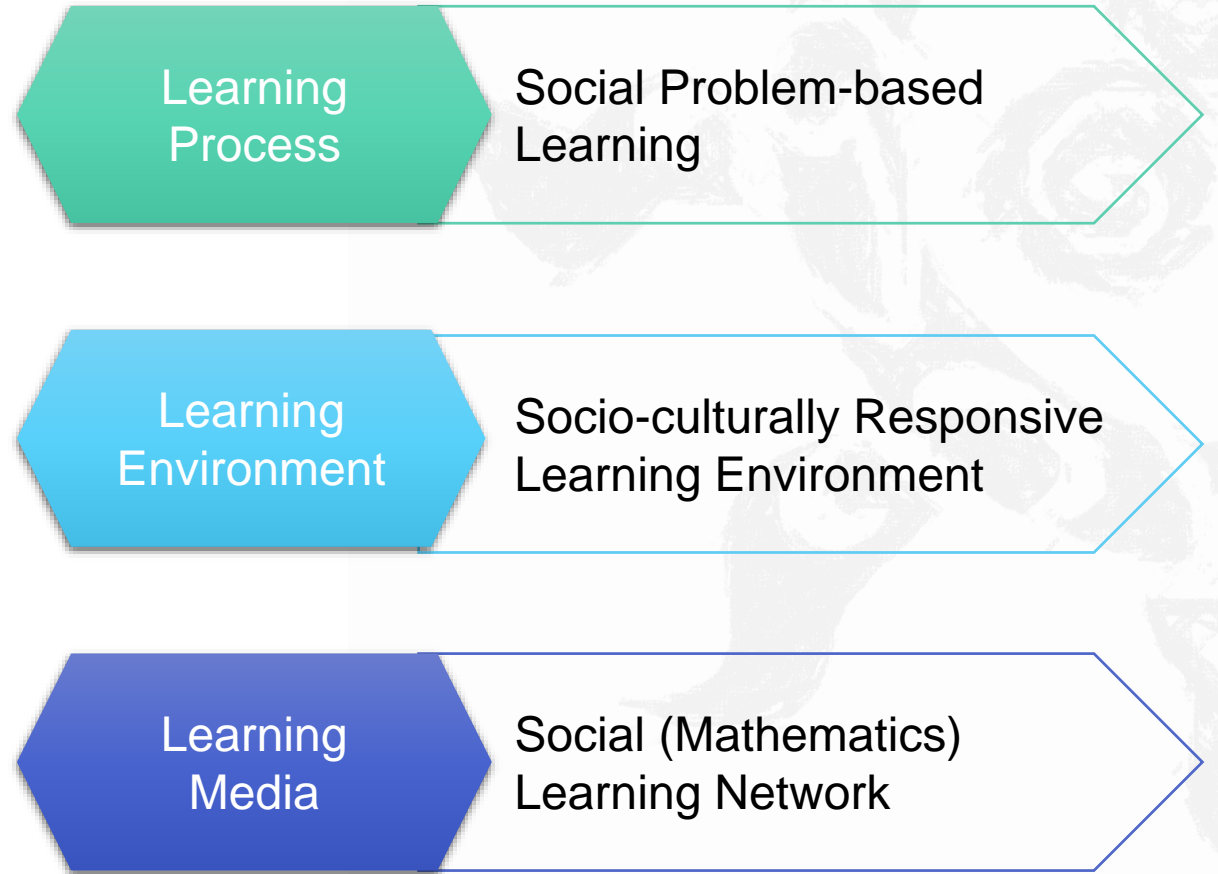 Learning
Process
Social Problem-based
Learning
Learning
Environment
Socio-culturally Responsive
Learning Environment
Learning
Media
Social (Mathematics)
Learning Network